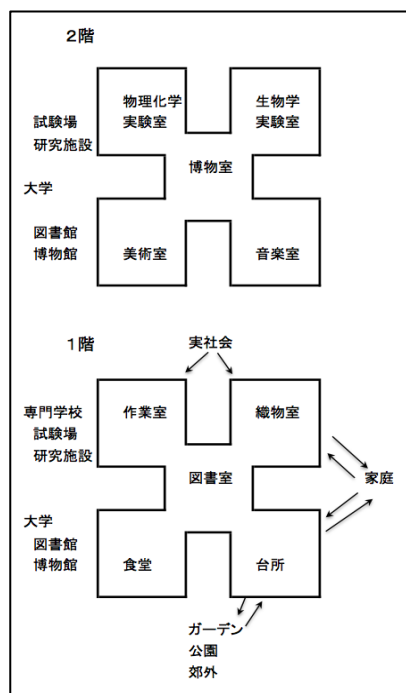 2階
物理化学
実験室
生物学
実験室
試験場
研究施設
博物室
大学
図書館
博物館
美術室
音楽室
1階
実社会
専門学校
試験場
研究施設
作業室
織物室
図書室
家庭
大学
図書館
博物館
食堂
台所
ガーデン
公園
郊外